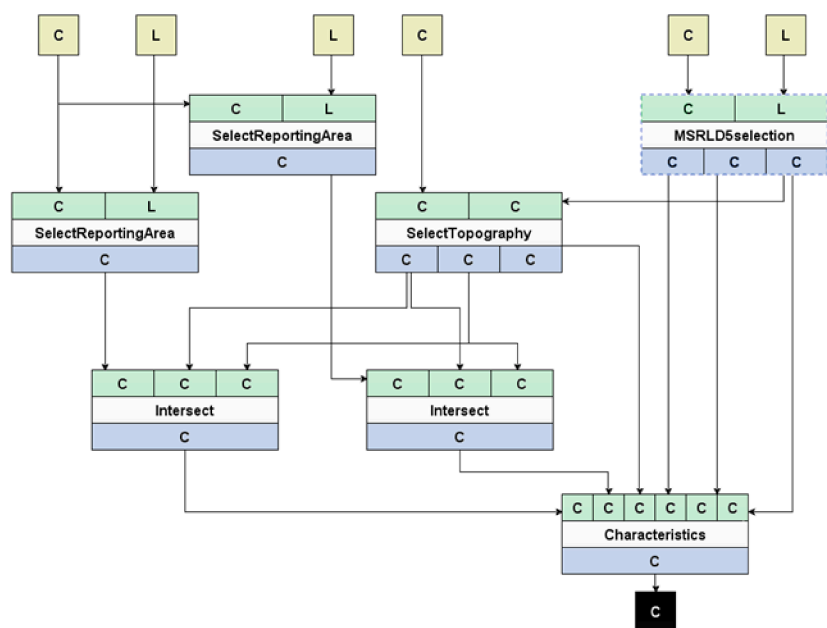 C L L C C L
C L
SelectReportingArea
C
C L
MSRLD5selection
C C C
C L
SelectReportingArea
C
C C
SelectTopography
C C C
C C C
Intersect
C
C C C
Intersect
C
C C C C C C
Characteristics
C
C